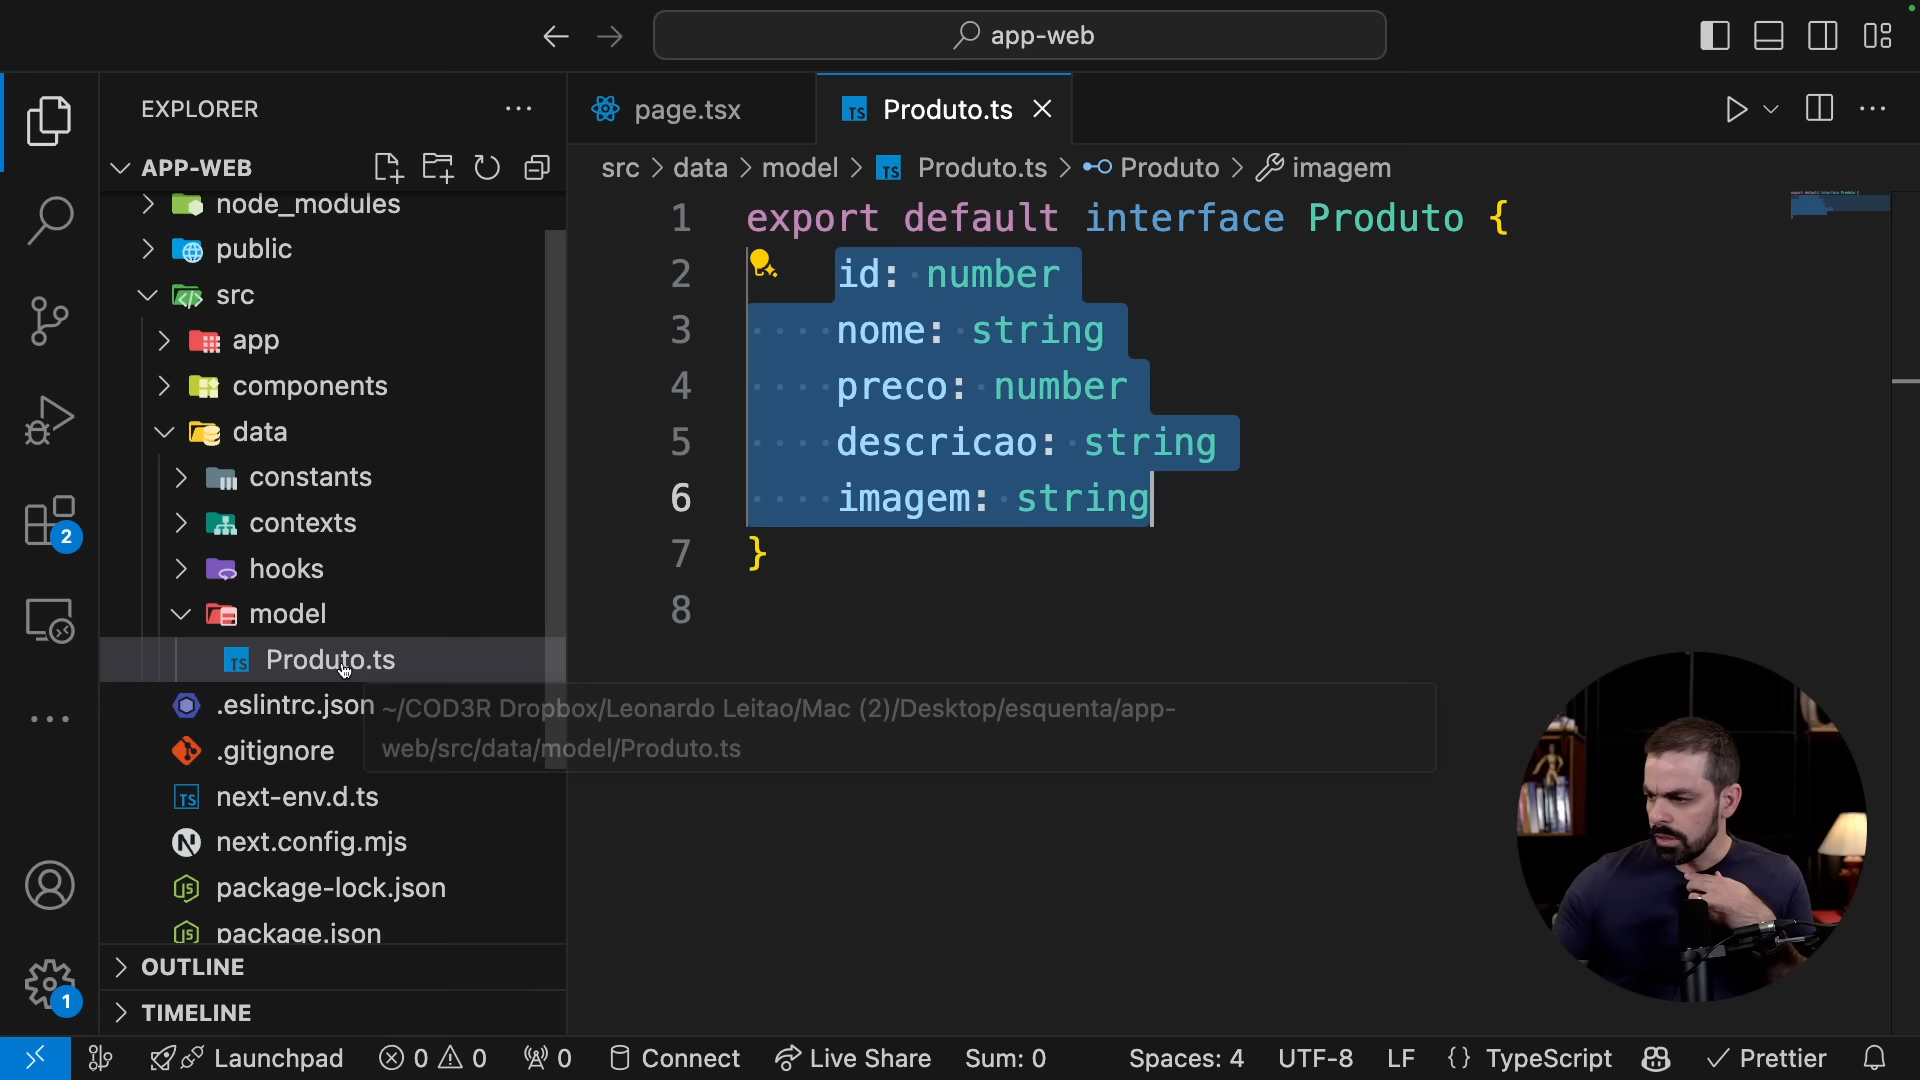 app-web
EXPLORER
APP-WEB
node_modules
public
src
app
components
data
constants
contexts
hooks
model
Produto.ts
.eslintrc.json
.gitignore
next-env.d.ts
next.config.mjs
package-lock.json
package.json
OUTLINE
TIMELINE
2
1
page.tsx
TS Produto.ts
src > data > model > TS Produto.ts > Produto > imagem
1 export default interface Produto {
2 id: number
3 nome: string
4 preco: number
5 descricao: string
6 imagem: string
7 }
8
~/COD3R Dropbox/Leonardo Leitao/Mac (2)/Desktop/esquenta/app-
web/src/data/model/Produto.ts
Launchpad 0 0 0 Connect Live Share Sum: 0 Spaces: 4 UTF-8 LF {} TypeScript Prettier